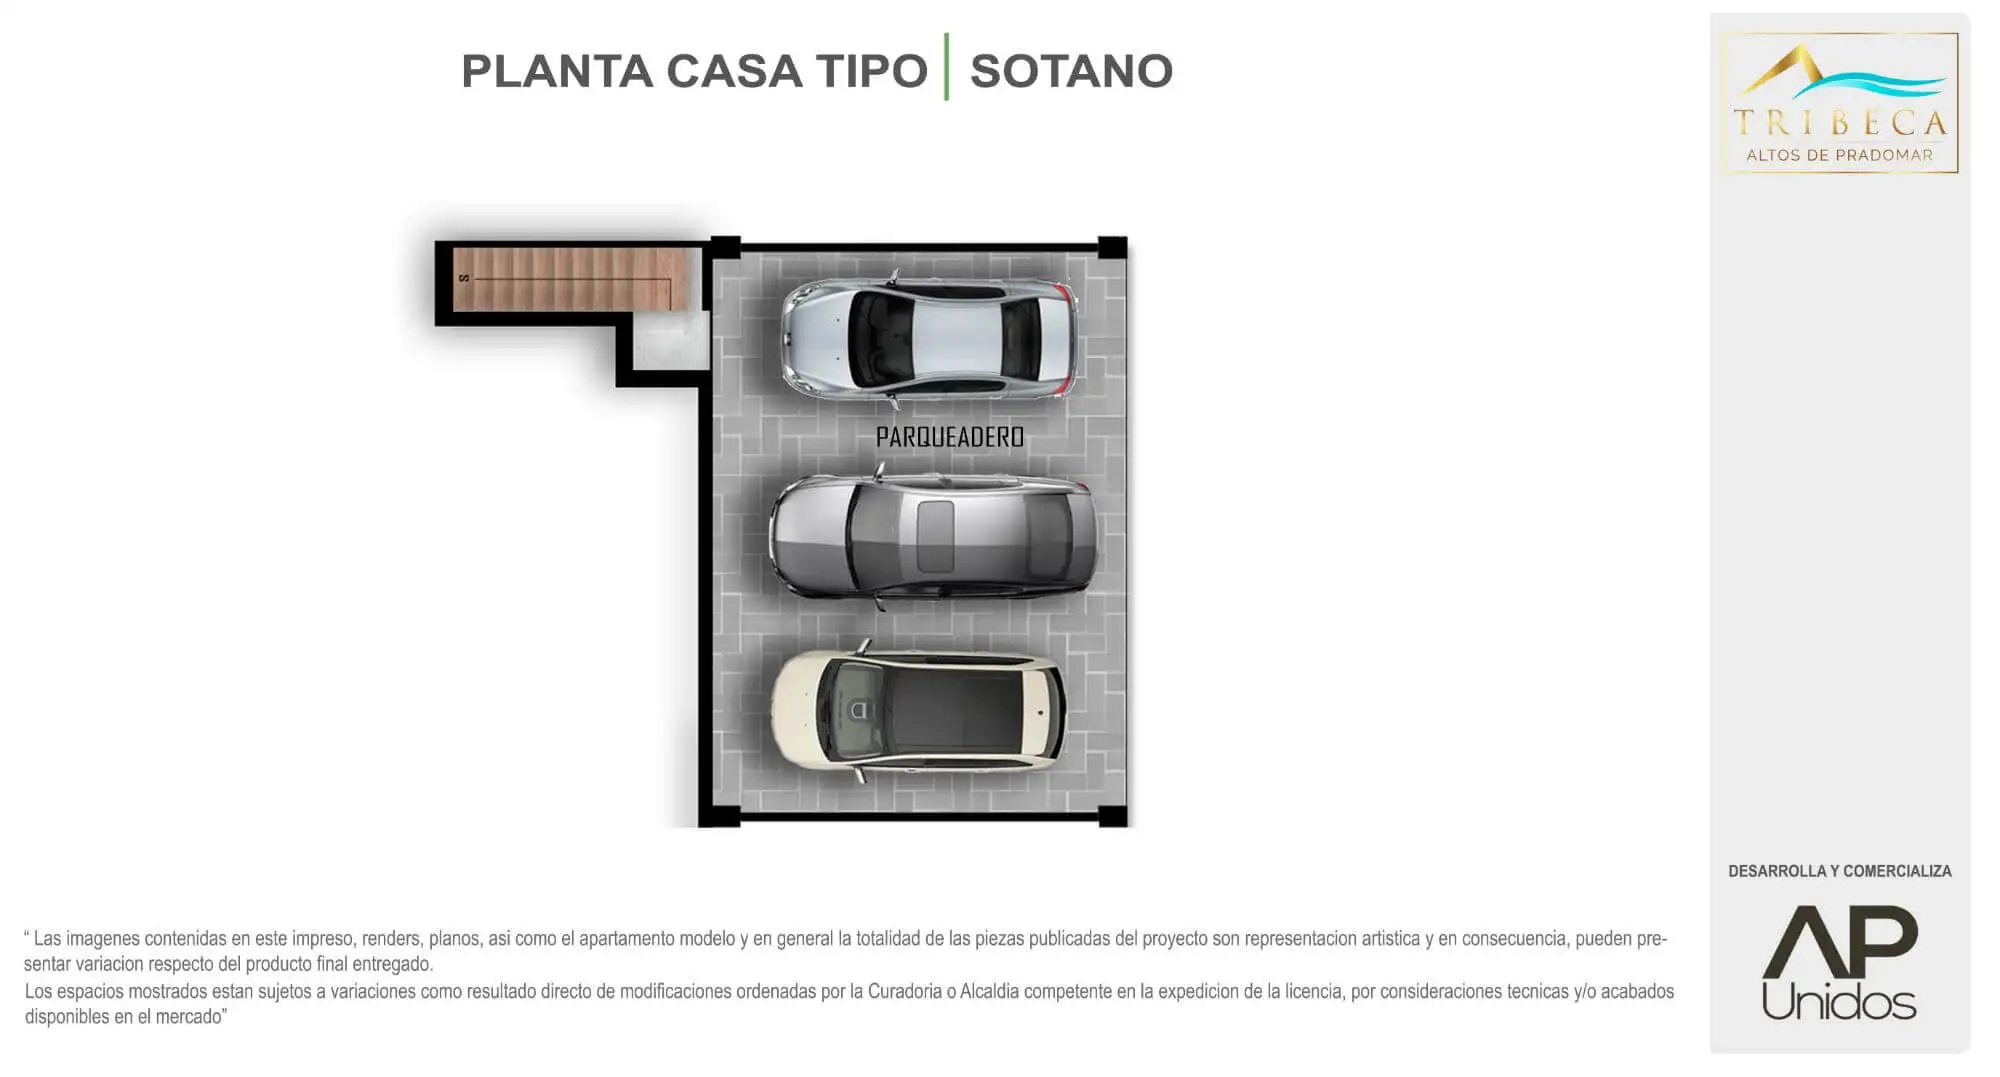 PLANTA CASA TIPO | SOTANO
TRIBECA
ALTOS DE PRADOMAR
S
PARQUEADERO
DESARROLLA Y COMERCIALIZA
AP
Unidos
“ Las imagenes contenidas en este impreso, renders, planos, asi como el apartamento modelo y en general la totalidad de las piezas publicadas del proyecto son representacion artistica y en consecuencia, pueden pre-
sentar variacion respecto del producto final entregado.
Los espacios mostrados estan sujetos a variaciones como resultado directo de modificaciones ordenadas por la Curadoria o Alcaldia competente en la expedicion de la licencia, por consideraciones tecnicas y/o acabados
disponibles en el mercado”